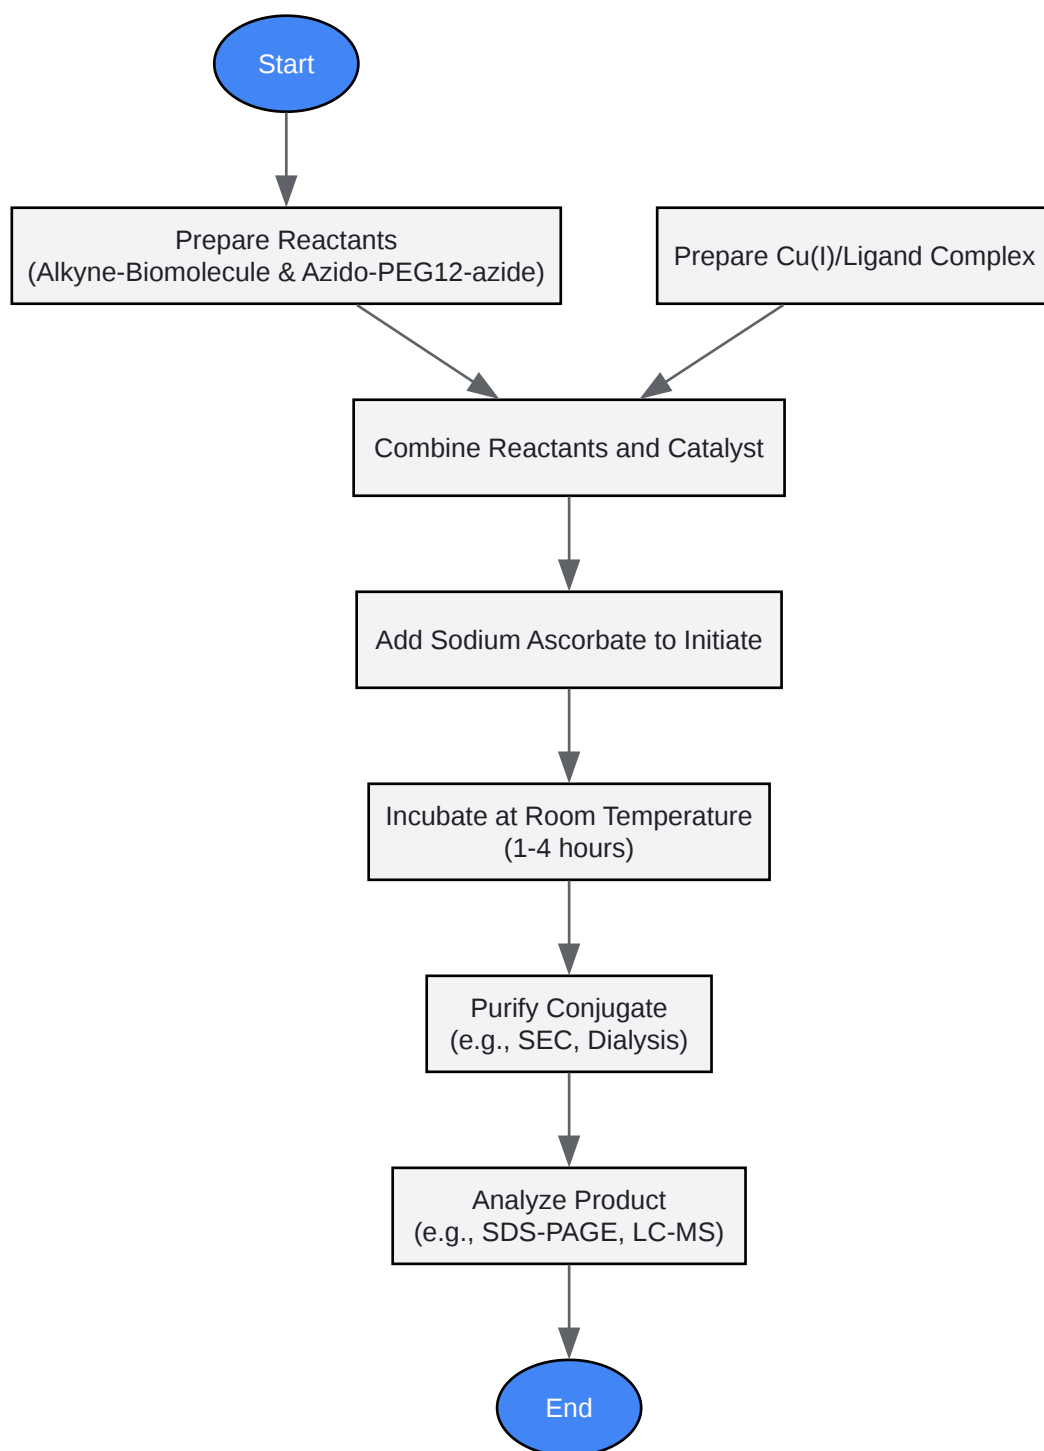 Start
Prepare Reactants
(Alkyne-Biomolecule & Azido-PEG12-azide)
Prepare Cu(I)/Ligand Complex
Combine Reactants and Catalyst
Add Sodium Ascorbate to Initiate
Incubate at Room Temperature
(1-4 hours)
Purify Conjugate
(e.g., SEC, Dialysis)
Analyze Product
(e.g., SDS-PAGE, LC-MS)
End